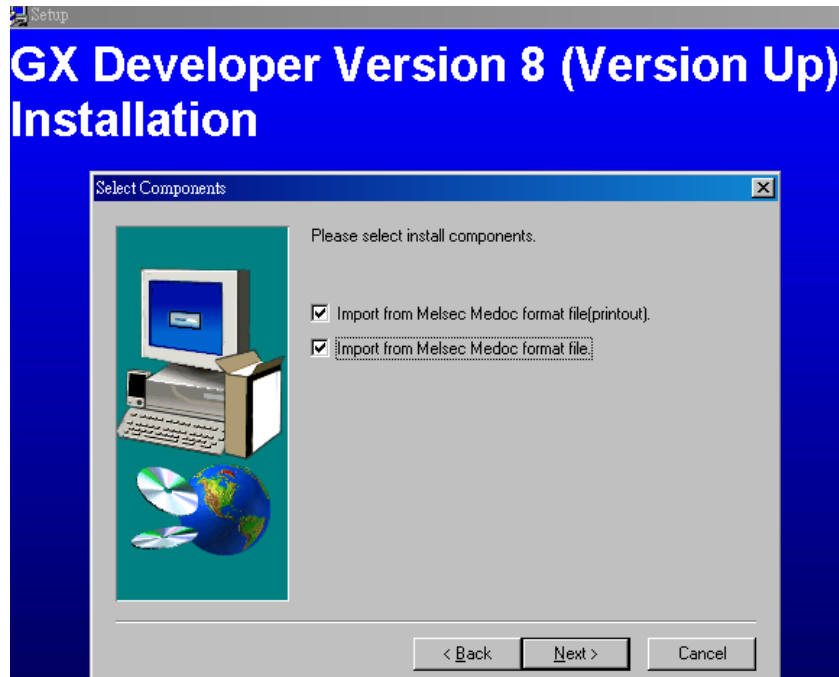 Setup
GX Developer Version 8 (Version Up)
Installation
Select Components
Please select install components.
Import from Melsec Medoc format file(printout).
Import from Melsec Medoc format file.
< Back Next > Cancel